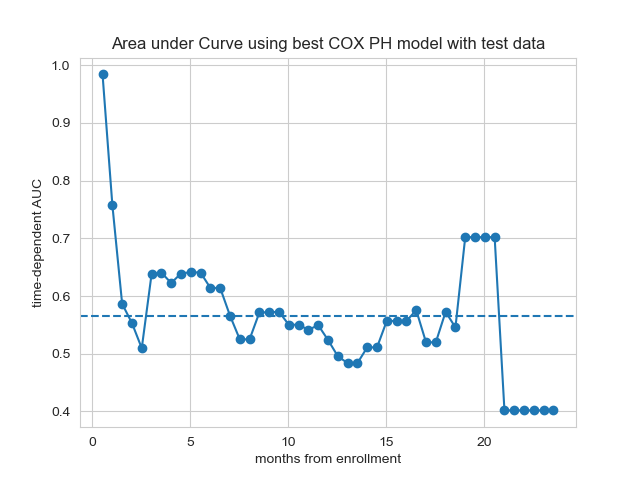 Area under Curve using best COX PH model with test data
1.0
0.9
0.8
0.7
0.6
0.5
0.4
time-dependent AUC
0 5 10 15 20
months from enrollment